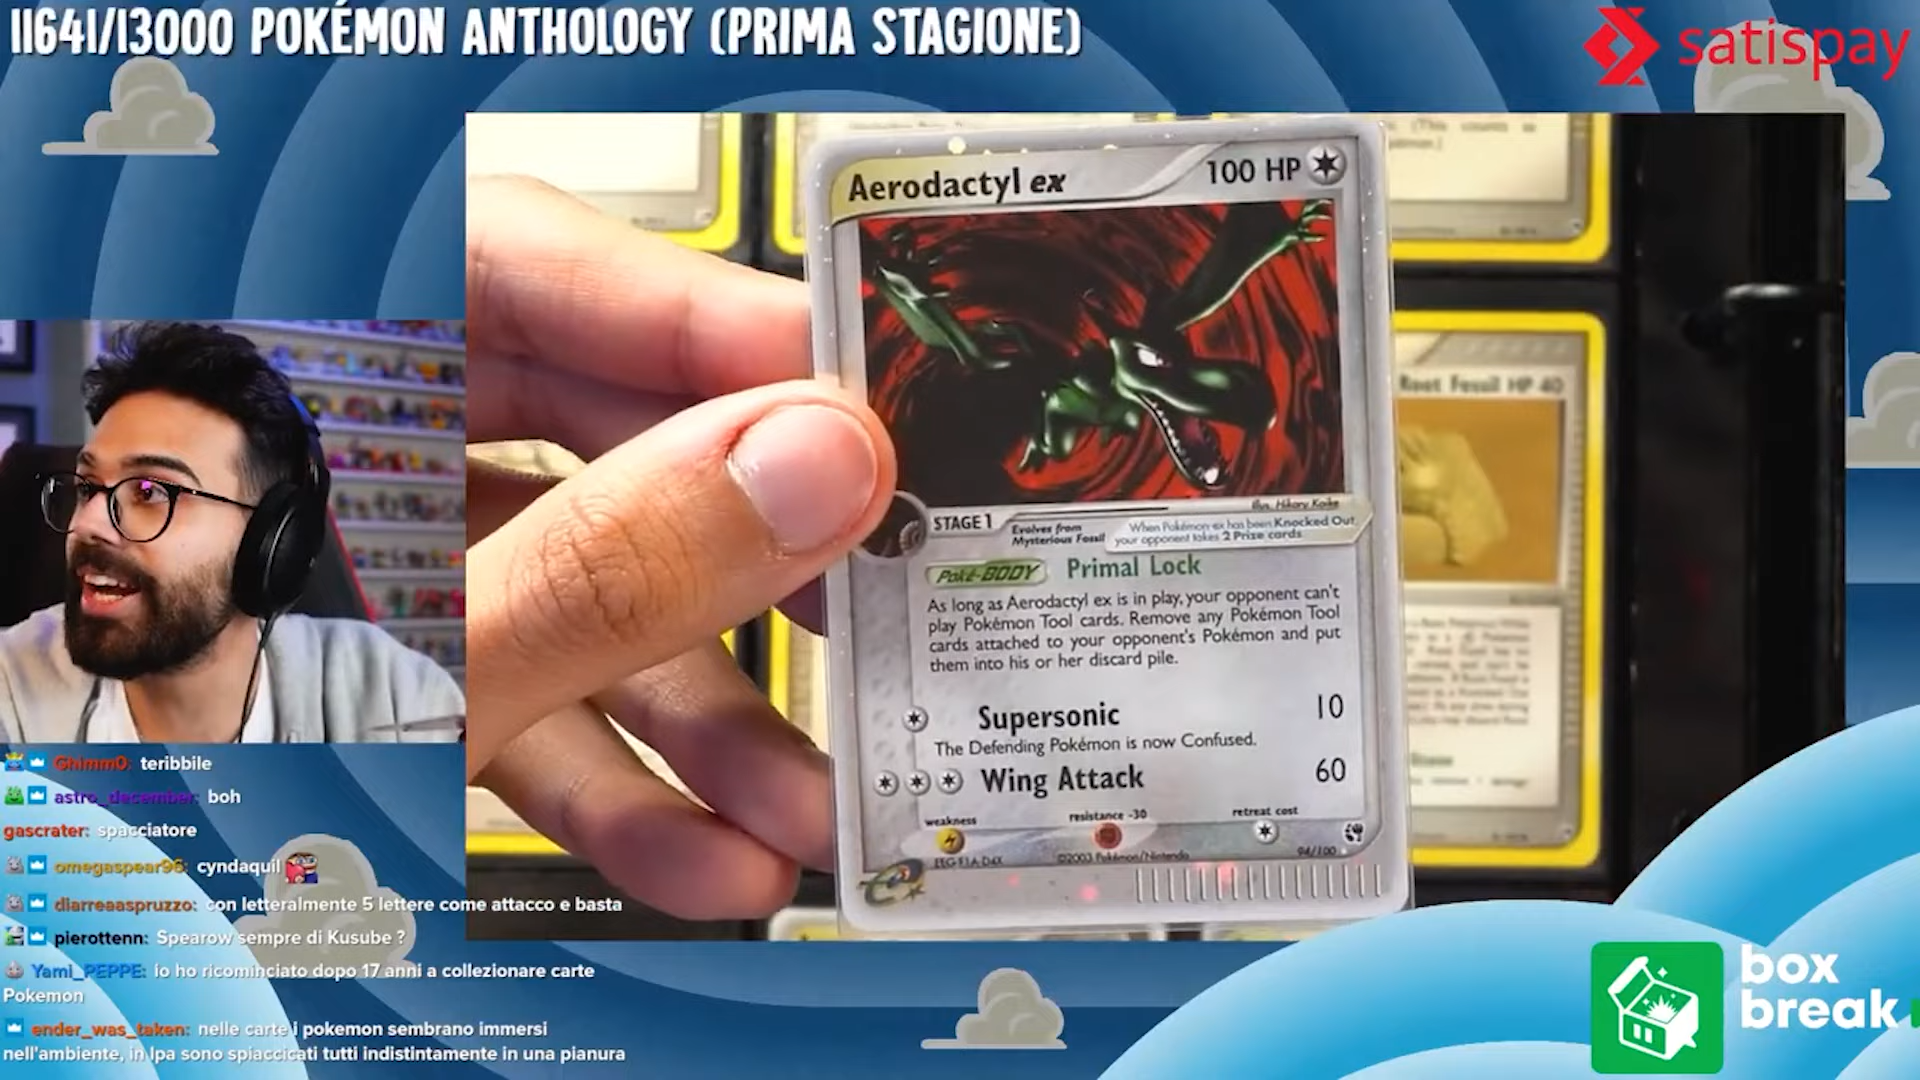 11641/13000 POKÉMON ANTHOLOGY (PRIMA STAGIONE)
satispay
Aerodactyl ex 100 HP
Illus. Hikaru Koike
STAGE 1
Evolves from
Mysterious Fossil
When Pokémon ex has been Knocked Out,
your opponent takes 2 Prize cards.
Poké-BODY Primal Lock
As long as Aerodactyl ex is in play, your opponent can't
play Pokémon Tool cards. Remove any Pokémon Tool
cards attached to your opponent's Pokémon and put
them into his or her discard pile.
Supersonic 10
The Defending Pokémon is now Confused.
Wing Attack 60
weakness resistance -30 retreat cost
©2003 Pokémon/Nintendo 94/100
Root Fossil HP 40
Ghimm0: teribbile
astro_december: boh
gascrater: spacciatore
omegaspear96: cyndaquil
diarreaaspruzzo: con letteralmente 5 lettere come attacco e basta
pierottenn: Spearow sempre di Kusube ?
Yami_PEPPE: Io ho ricominciato dopo 17 anni a collezionare carte
Pokemon
ender_was_taken: nelle carte i pokemon sembrano immersi
nell'ambiente, in lpa sono spiaccicati tutti indistintamente in una pianura
box
break